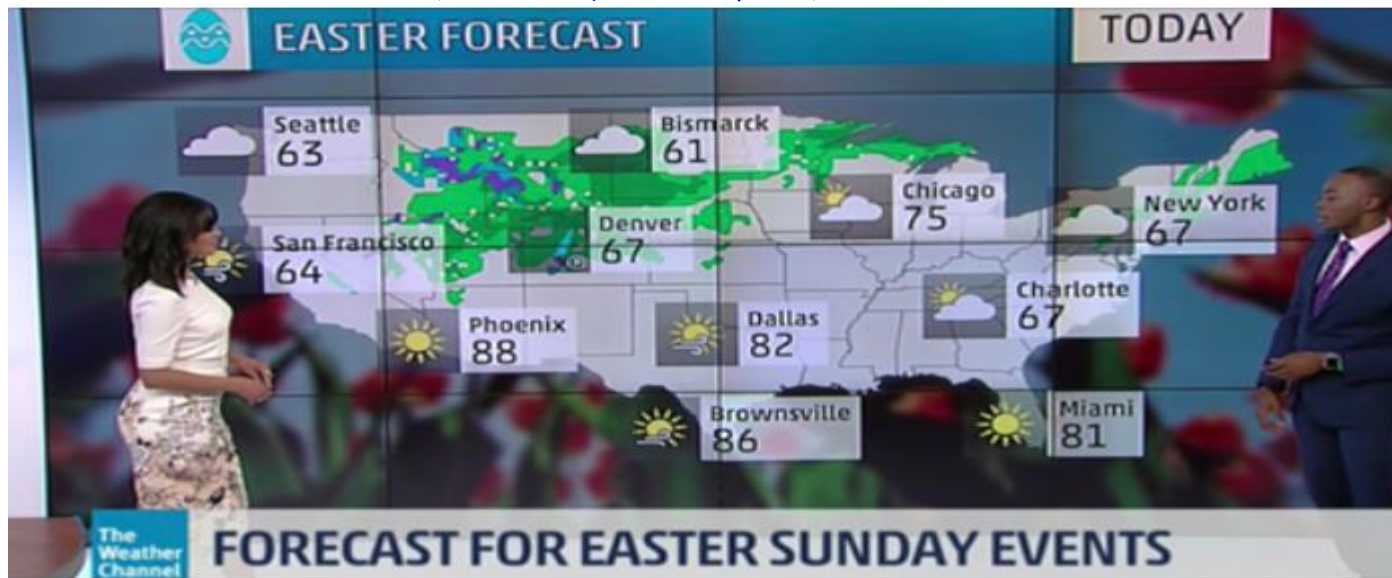 EASTER FORECAST
TODAY
Seattle
63
Bismarck
61
Chicago
75
New York
67
Denver
67
San Francisco
64
Charlotte
67
Phoenix
88
Dallas
82
Brownsville
86
Miami
81
The
Weather
Channel
FORECAST FOR EASTER SUNDAY EVENTS